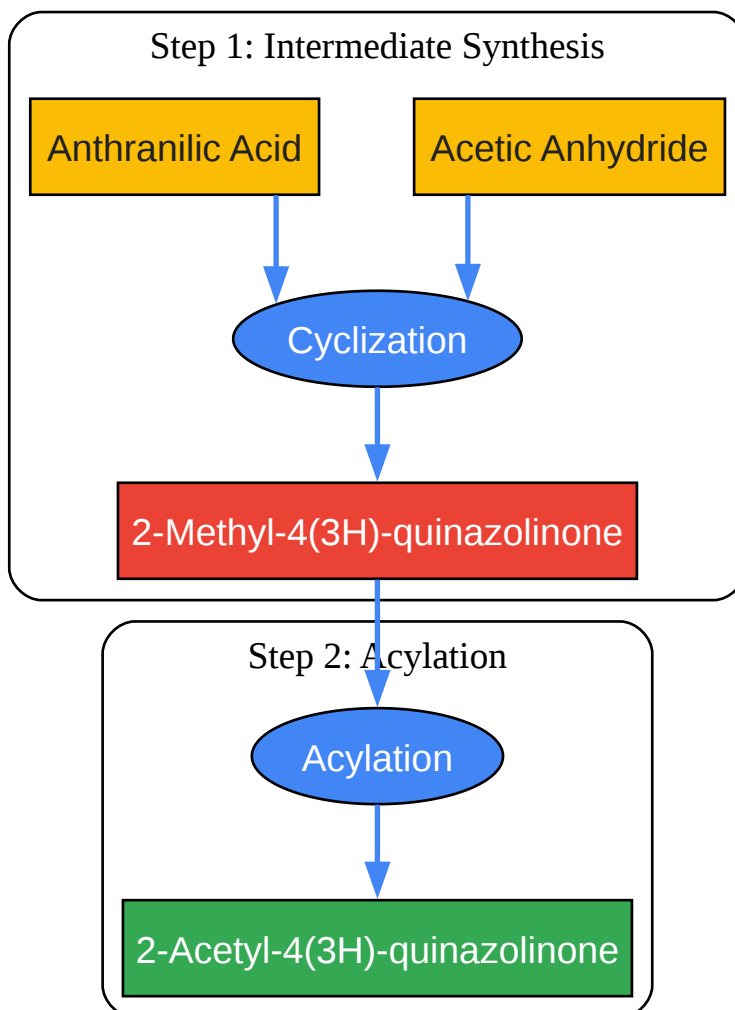 Step 1: Intermediate Synthesis
Anthranilic Acid
Acetic Anhydride
Cyclization
2-Methyl-4(3H)-quinazolinone
Step 2: Acylation
Acylation
2-Acetyl-4(3H)-quinazolinone